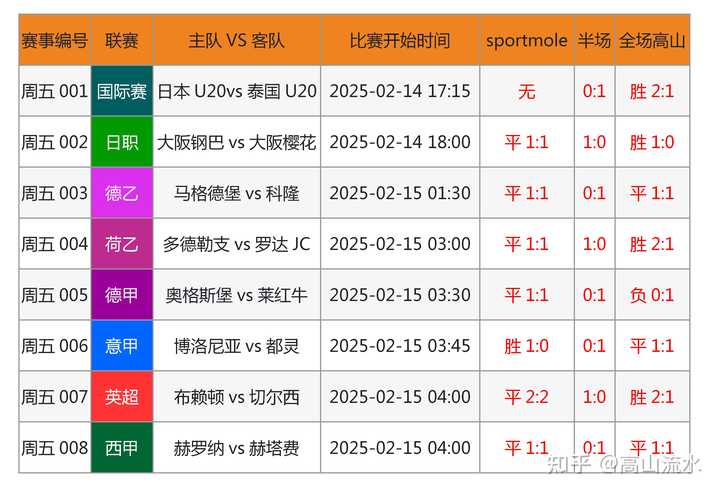 赛事编号 联赛 主队 VS 客队 比赛开始时间 sportmole 半场 全场高山
周五 001 国际赛 日本 U20vs 泰国 U20 2025-02-14 17:15 无 0:1 胜 2:1
周五 002 日职 大阪钢巴 vs 大阪樱花 2025-02-14 18:00 平 1:1 1:0 胜 1:0
周五 003 德乙 马格德堡 vs 科隆 2025-02-15 01:30 平 1:1 0:1 平 1:1
周五 004 荷乙 多德勒支 vs 罗达 JC 2025-02-15 03:00 平 1:1 1:0 胜 2:1
周五 005 德甲 奥格斯堡 vs 莱红牛 2025-02-15 03:30 平 1:1 0:1 负 0:1
周五 006 意甲 博洛尼亚 vs 都灵 2025-02-15 03:45 胜 1:0 0:1 平 1:1
周五 007 英超 布赖顿 vs 切尔西 2025-02-15 04:00 平 2:2 1:0 胜 2:1
周五 008 西甲 赫罗纳 vs 赫塔费 2025-02-15 04:00 平 1:1 0:1 平 1:1
知乎 @高山流水